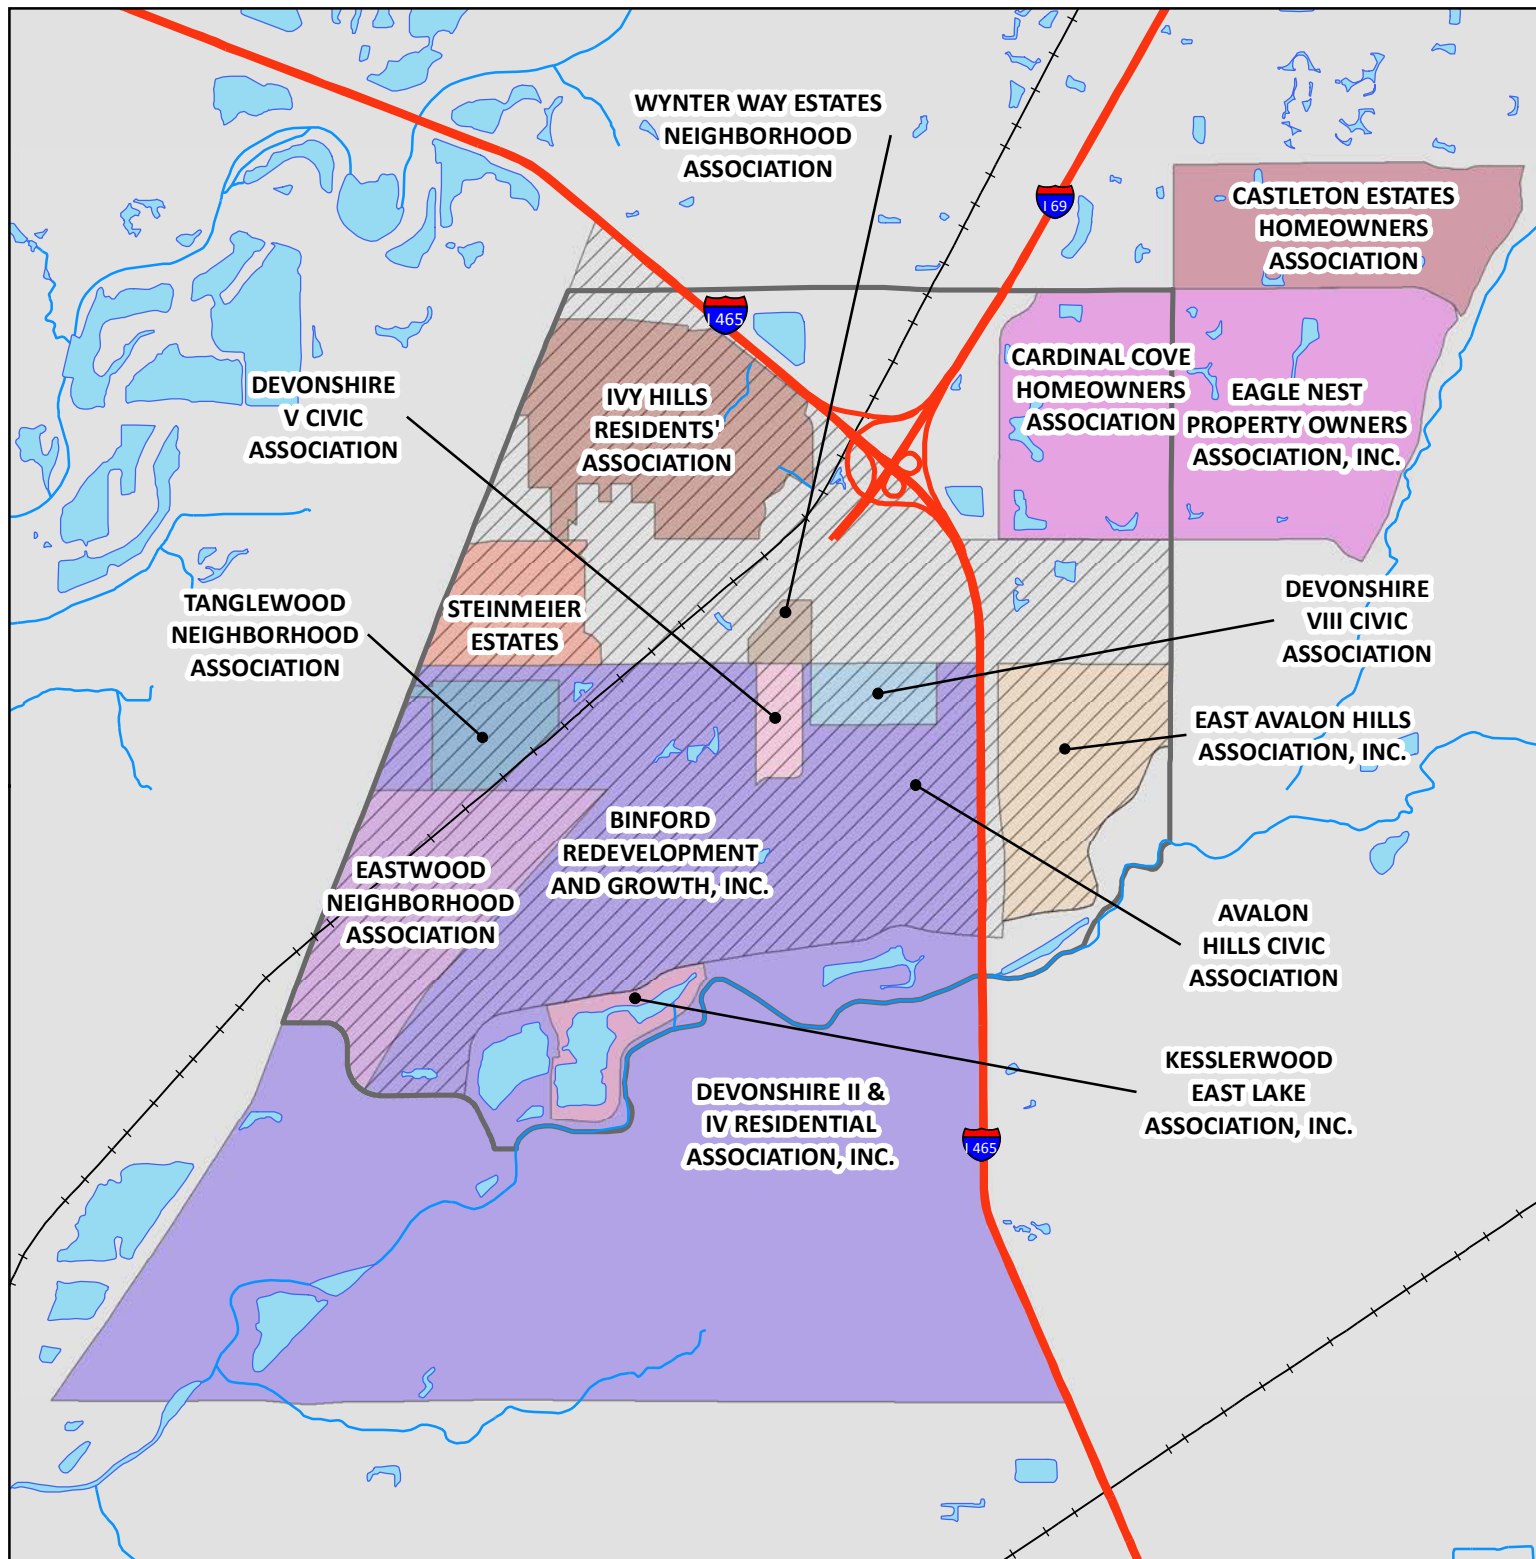 WYNTER WAY ESTATES
NEIGHBORHOOD
ASSOCIATION
I 69
CASTLETON ESTATES
HOMEOWNERS
ASSOCIATION
I 465
CARDINAL COVE
HOMEOWNERS
ASSOCIATION
EAGLE NEST
PROPERTY OWNERS
ASSOCIATION, INC.
DEVONSHIRE
V CIVIC
ASSOCIATION
IVY HILLS
RESIDENTS'
ASSOCIATION
TANGLEWOOD
NEIGHBORHOOD
ASSOCIATION
STEINMEIER
ESTATES
DEVONSHIRE
VIII CIVIC
ASSOCIATION
EAST AVALON HILLS
ASSOCIATION, INC.
BINFORD
REDEVELOPMENT
AND GROWTH, INC.
EASTWOOD
NEIGHBORHOOD
ASSOCIATION
AVALON
HILLS CIVIC
ASSOCIATION
KESSLERWOOD
EAST LAKE
ASSOCIATION, INC.
DEVONSHIRE II &
IV RESIDENTIAL
ASSOCIATION, INC.
I 465